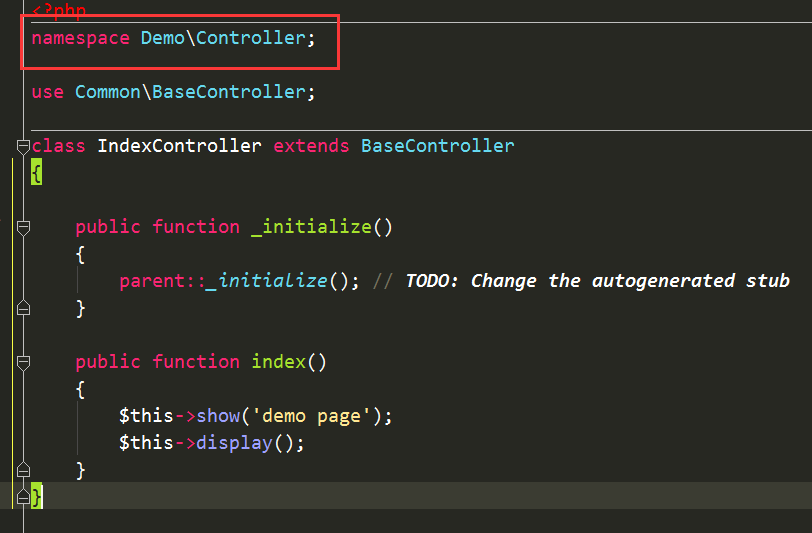 <?php
namespace Demo\Controller;
use Common\BaseController;
class IndexController extends BaseController
{
public function _initialize()
{
parent::_initialize(); // TODO: Change the autogenerated stub
}
public function index()
{
$this->show('demo page');
$this->display();
}
}